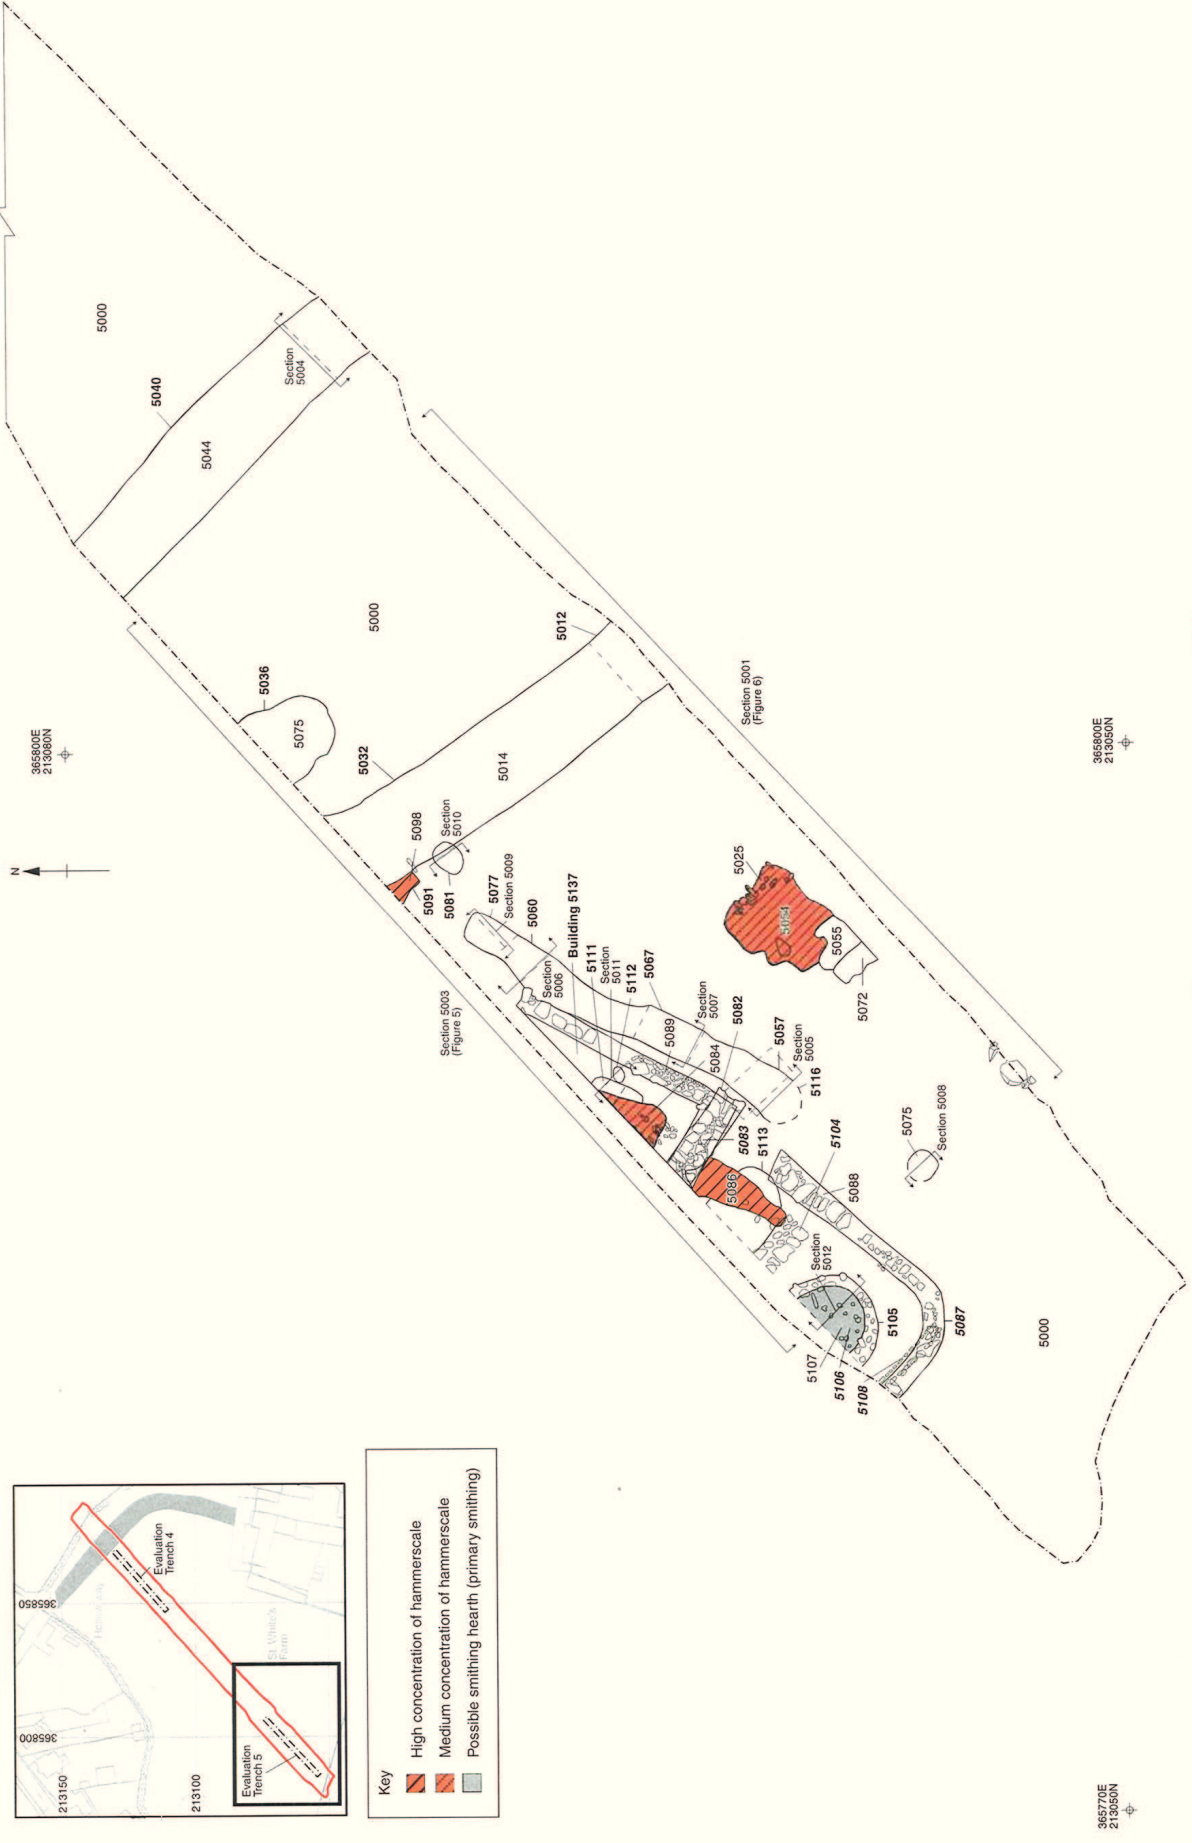 5000
5040
5044
Section
5004
5000
5012
5036
5075
5032
5014
Section 5001
(Figure 6)
365800E
213080N
365800E
213050N
N
5098
Section
5010
5091
5081
5077
Section 5009
5060
Building 5137
5111
Section
5011
5112
5067
Section
5006
Section 5003
(Figure 5)
Section
5007
5082
5089
5084
5057
Section
5005
5116
5025
5054
5055
5072
5083
5113
5104
5086
5088
5075
Section 5008
Section
5012
5105
5087
5107
5106
5108
5000
365850
365800
213150
213100
Evaluation
Trench 4
Evaluation
Trench 5
St. White's
Farm
Key
High concentration of hammerscale
Medium concentration of hammerscale
Possible smithing hearth (primary smithing)
365770E
213050N